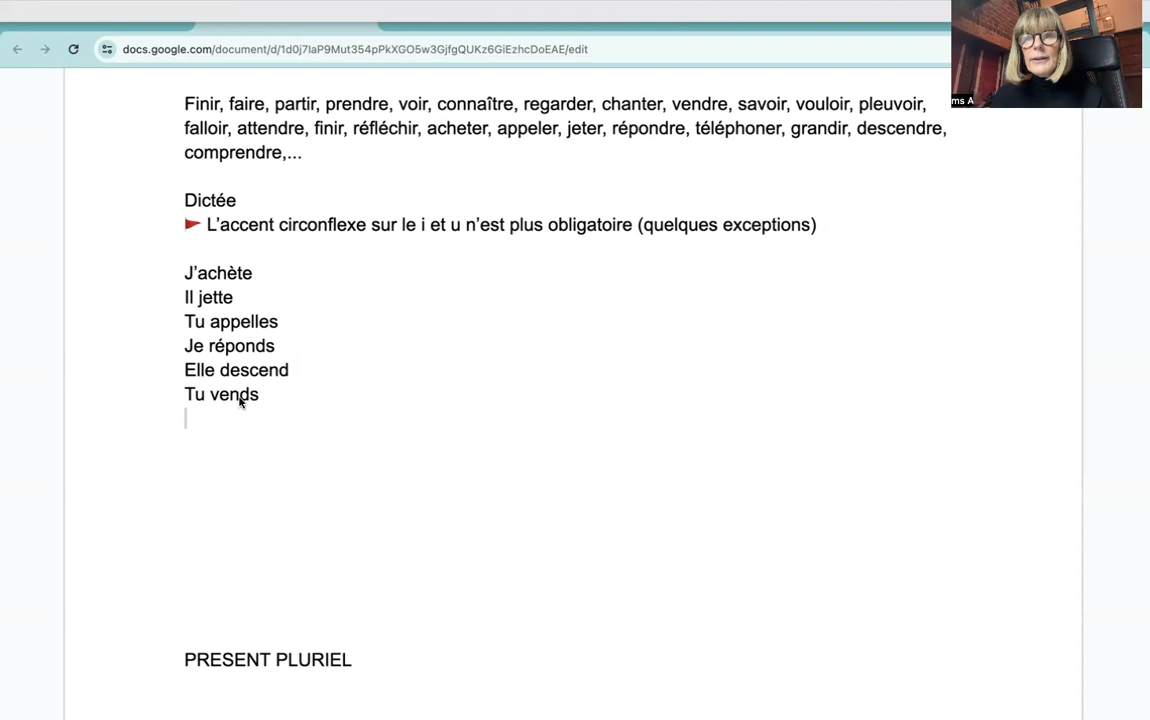 docs.google.com/document/d/1d0j7laP9Mut354pPkXGO5w3GjfgQUKz6GiEzhcDoEAE/edit
ms A
Finir, faire, partir, prendre, voir, connaître, regarder, chanter, vendre, savoir, vouloir, pleuvoir,
falloir, attendre, finir, réfléchir, acheter, appeler, jeter, répondre, téléphoner, grandir, descendre,
comprendre,...
Dictée
L’accent circonflexe sur le i et u n’est plus obligatoire (quelques exceptions)
J’achète
Il jette
Tu appelles
Je réponds
Elle descend
Tu vends
PRESENT PLURIEL